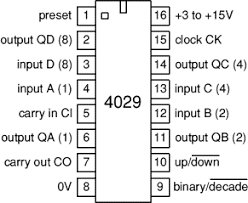 preset 1 16 +3 to +15V
output QD (8) 2 15 clock CK
input D (8) 3 14 output QC (4)
input A (1) 4 13 input C (4)
4029
carry in CI 5 12 input B (2)
output QA (1) 6 11 output QB (2)
carry out CO 7 10 up/down
0V 8 9 binary/decade